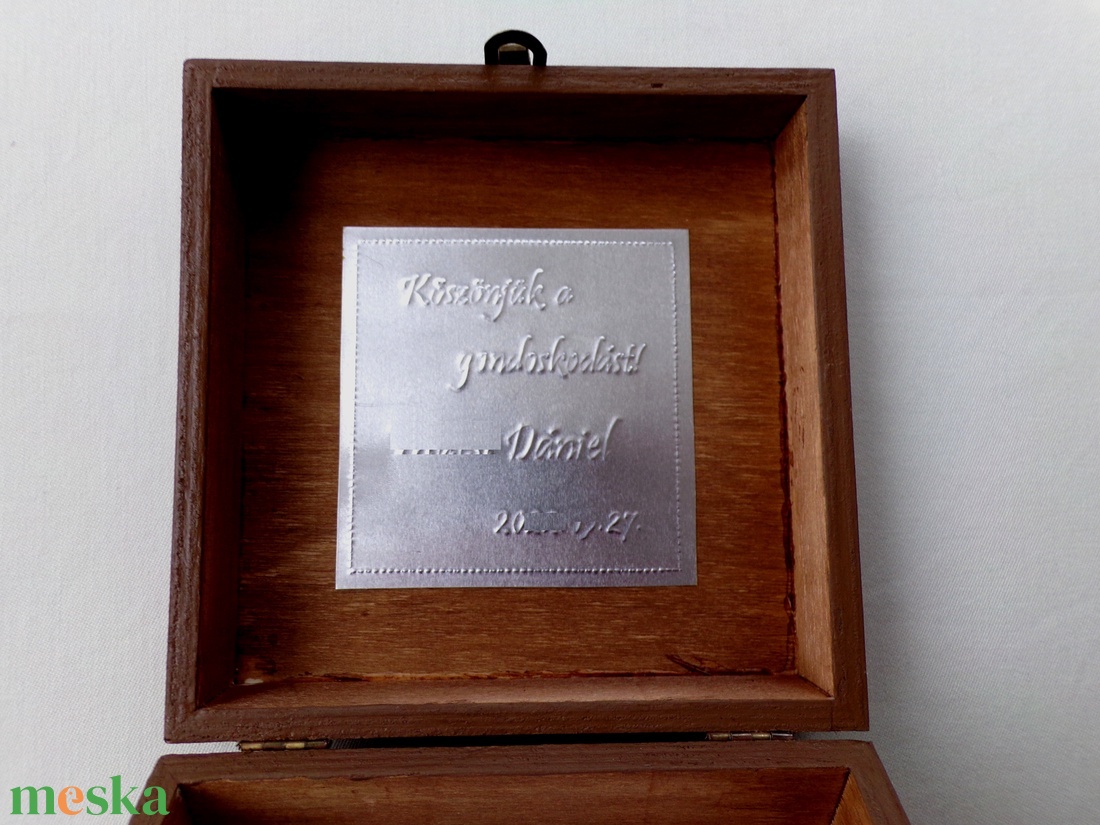 Köszönjük a
gondoskodást!
Dániel
27.
meska